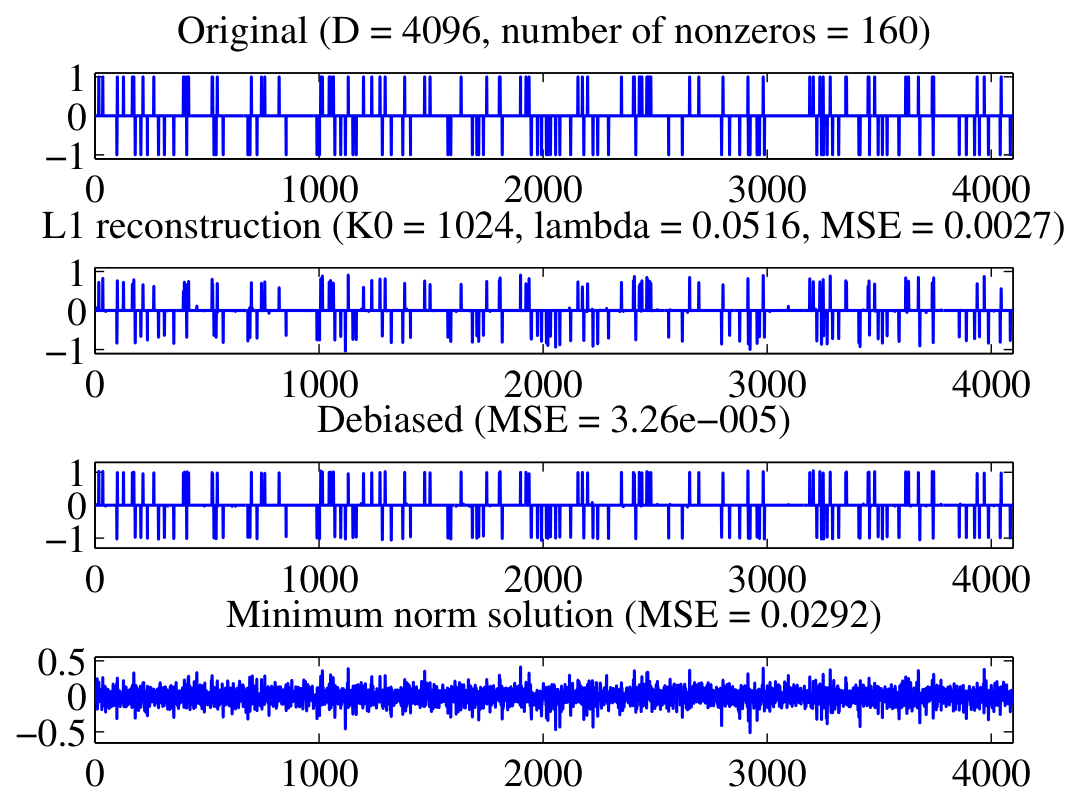 Original (D = 4096, number of nonzeros = 160)
1
0
−1
0 1000 2000 3000 4000
L1 reconstruction (K0 = 1024, lambda = 0.0516, MSE = 0.0027)
1
0
−1
0 1000 2000 3000 4000
Debiased (MSE = 3.26e−005)
1
0
−1
0 1000 2000 3000 4000
Minimum norm solution (MSE = 0.0292)
0.5
0
−0.5
0 1000 2000 3000 4000